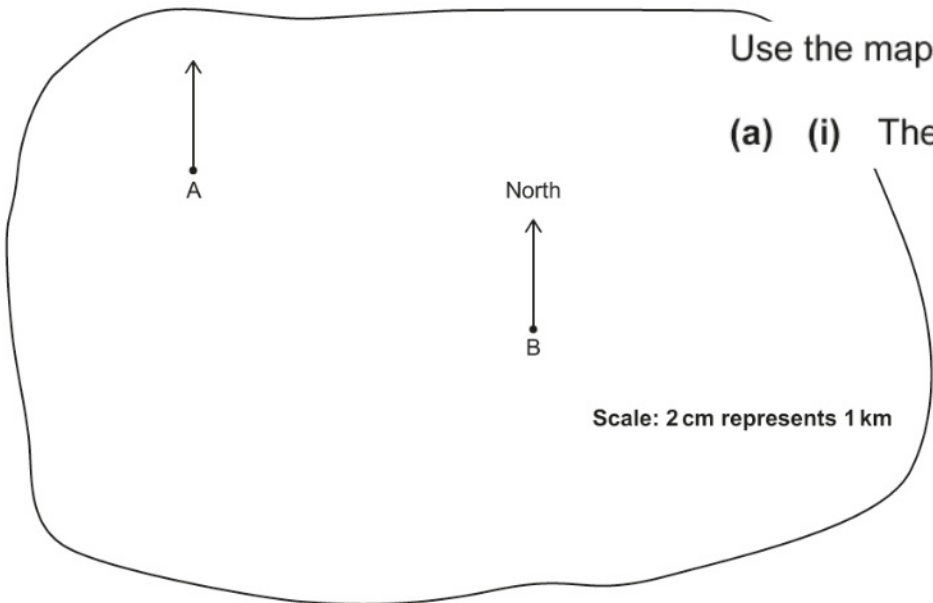 Use the map
(a) (i) The
A
North
B
Scale: 2 cm represents 1 km